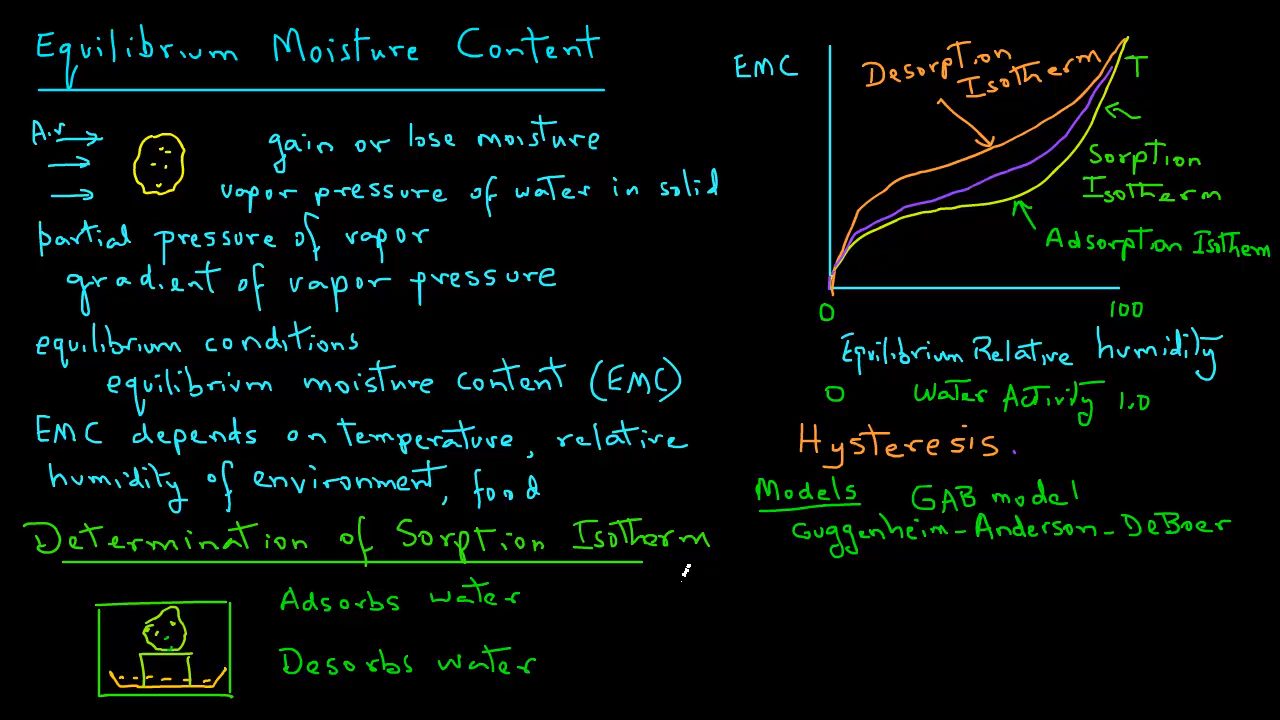 Equilibrium Moisture Content
Air
gain or lose moisture
vapor pressure of water in solid
partial pressure of vapor
gradient of vapor pressure
equilibrium conditions
equilibrium moisture content (EMC)
EMC depends on temperature, relative
humidity of environment, food
Determination of Sorption Isotherm
Adsorbs water
Desorbs water
EMC
Desorption
Isotherm
T
Sorption
Isotherm
Adsorption Isotherm
0 100
Equilibrium Relative humidity
0 Water Activity 1.0
Hysteresis.
Models GAB model
Guggenheim-Anderson-DeBoer